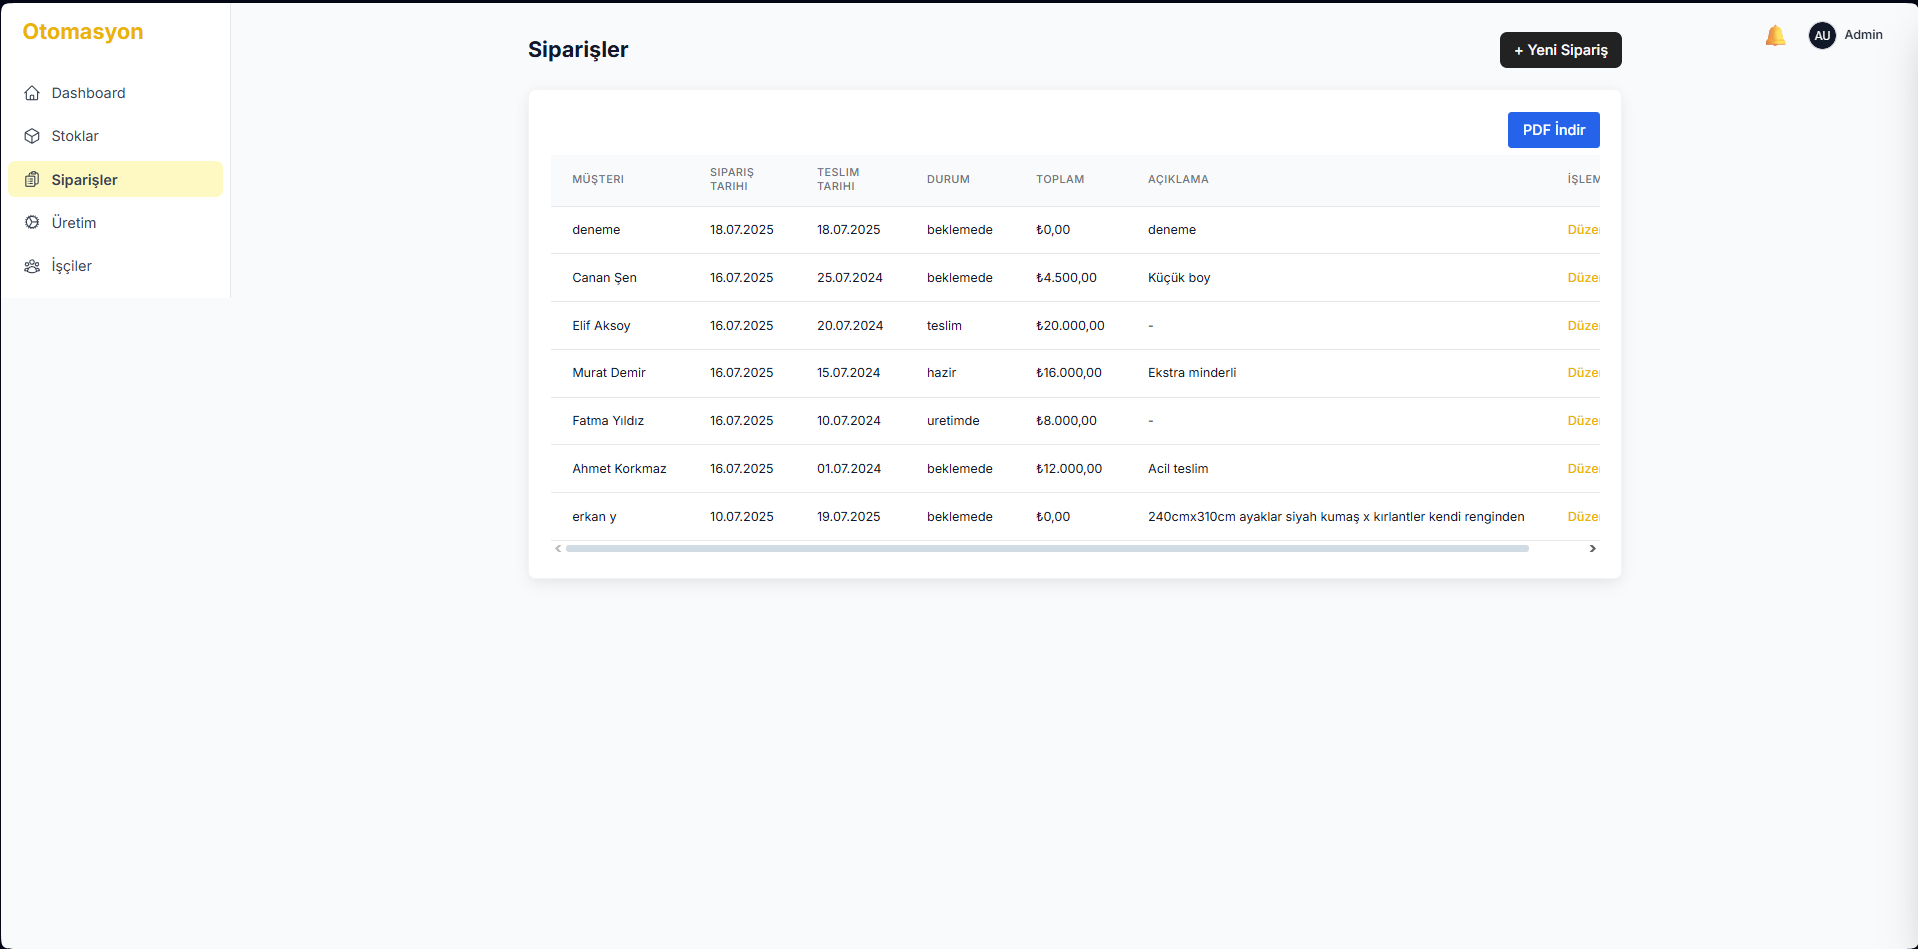 Otomasyon
Dashboard
Stoklar
Siparişler
Üretim
İşçiler
Siparişler
+ Yeni Sipariş
AU Admin
PDF İndir
MÜŞTERI SIPARIŞ TARIHI TESLIM TARIHI DURUM TOPLAM AÇIKLAMA İŞLEM
deneme 18.07.2025 18.07.2025 beklemede ₺0,00 deneme Düze
Canan Şen 16.07.2025 25.07.2024 beklemede ₺4.500,00 Küçük boy Düze
Elif Aksoy 16.07.2025 20.07.2024 teslim ₺20.000,00 - Düze
Murat Demir 16.07.2025 15.07.2024 hazir ₺16.000,00 Ekstra minderli Düze
Fatma Yıldız 16.07.2025 10.07.2024 uretimde ₺8.000,00 - Düze
Ahmet Korkmaz 16.07.2025 01.07.2024 beklemede ₺12.000,00 Acil teslim Düze
erkan y 10.07.2025 19.07.2025 beklemede ₺0,00 240cmx310cm ayaklar siyah kumaş x kırlantler kendi renginden Düze